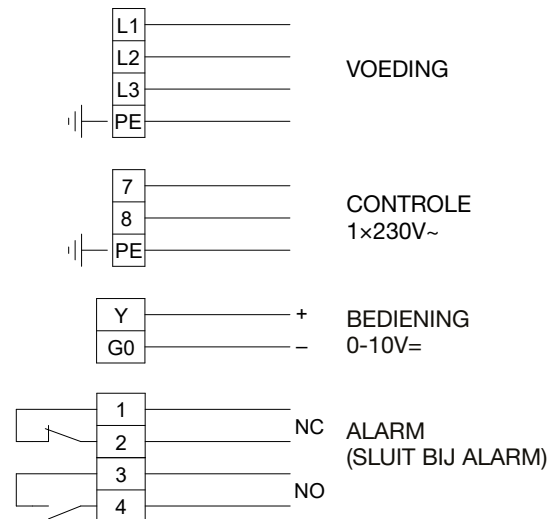 L1
L2
VOEDING
L3
PE
7
CONTROLE
8
1×230V~
PE
Y + BEDIENING
G0 – 0-10V=
1
NC ALARM
2
(SLUIT BIJ ALARM)
3
NO
4